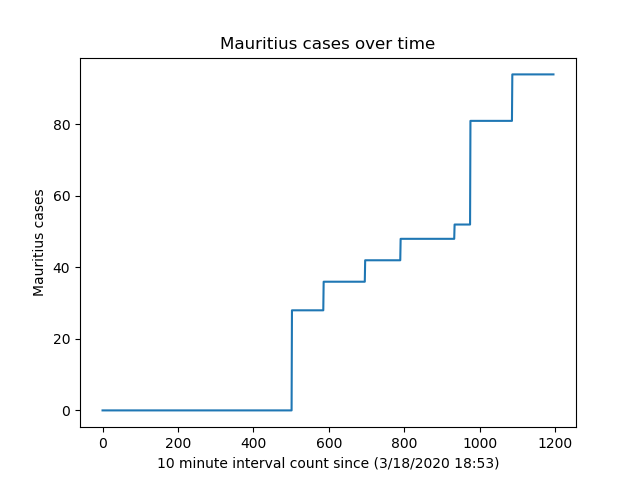 Mauritius cases over time
Mauritius cases
80
60
40
20
0
0 200 400 600 800 1000 1200
10 minute interval count since (3/18/2020 18:53)